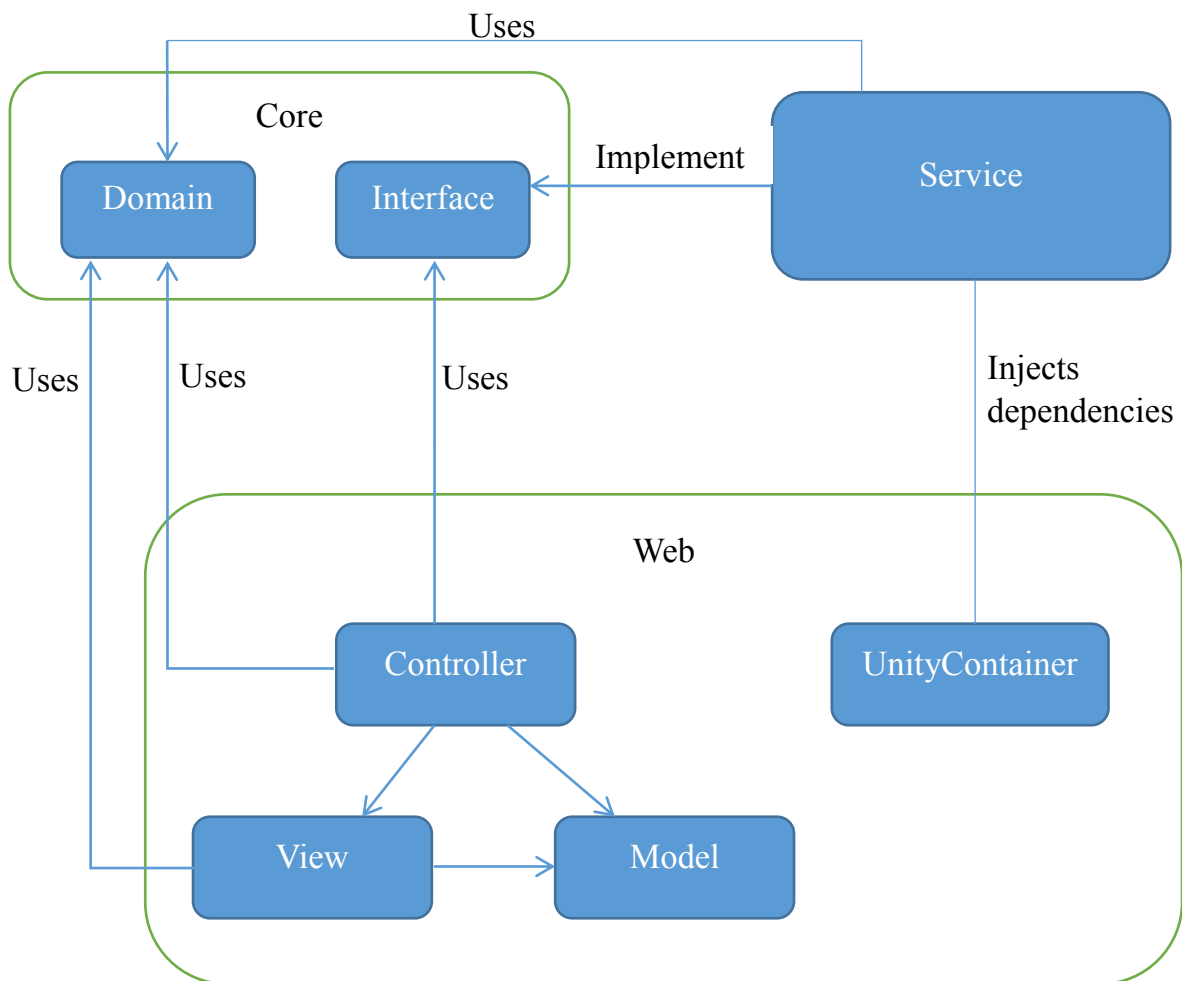 Uses
Core
Domain
Interface
Implement
Service
Uses
Uses
Uses
Injects
dependencies
Web
Controller
UnityContainer
View
Model